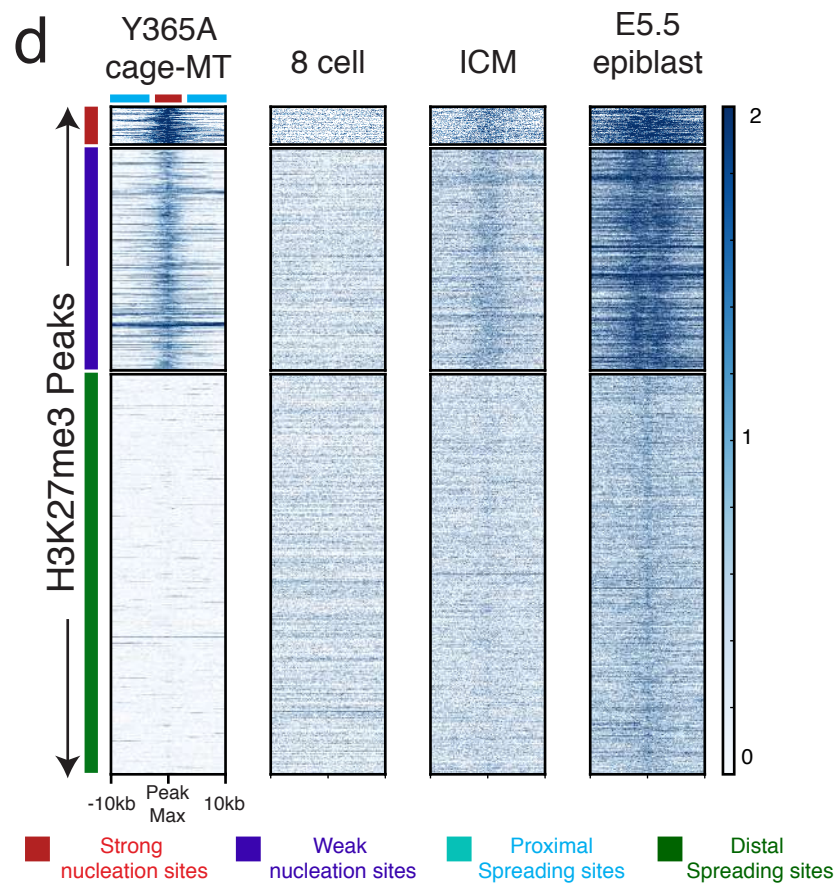 d
Y365A
cage-MT
8 cell
ICM
E5.5
epiblast
2
1
0
H3K27me3 Peaks
-10kb
Peak
Max
10kb
Strong
nucleation sites
Weak
nucleation sites
Proximal
Spreading sites
Distal
Spreading sites